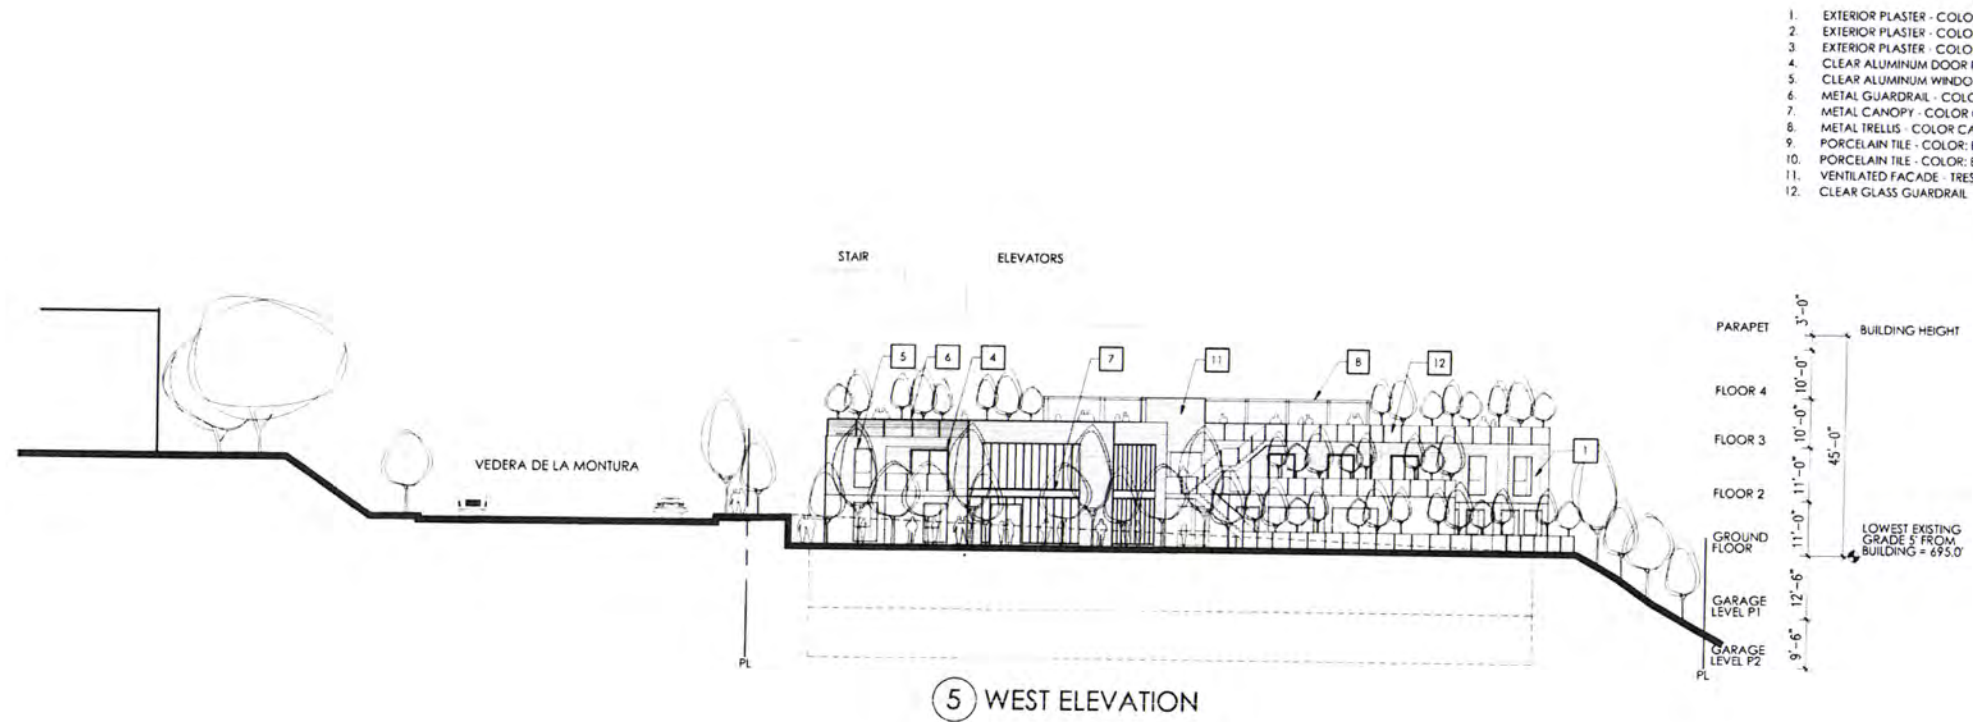 1. EXTERIOR PLASTER - COLO
2. EXTERIOR PLASTER - COLO
3. EXTERIOR PLASTER - COLO
4. CLEAR ALUMINUM DOOR
5. CLEAR ALUMINUM WINDO
6. METAL GUARDRAIL - COLO
7. METAL CANOPY - COLOR
8. METAL TRELLIS - COLOR CA
9. PORCELAIN TILE - COLOR:
10. PORCELAIN TILE - COLOR:
11. VENTILATED FACADE - TRES
12. CLEAR GLASS GUARDRAIL
STAIR
ELEVATORS
PARAPET
3'-0"
BUILDING HEIGHT
5
6
4
7
11
8
12
FLOOR 4
10'-0"
FLOOR 3
10'-0"
45'-0"
1
VEDERA DE LA MONTURA
FLOOR 2
11'-0"
GROUND
FLOOR
11'-0"
LOWEST EXISTING
GRADE 5' FROM
BUILDING = 695.0'
GARAGE
LEVEL P1
12'-6"
GARAGE
LEVEL P2
9'-6"
PL
PL
5 WEST ELEVATION